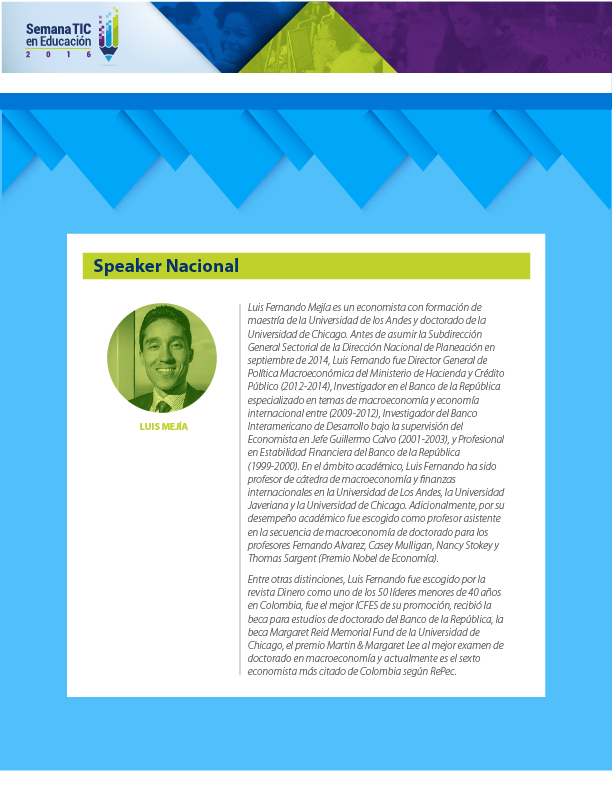 Semana TIC
en Educación
2 0 1 6
Speaker Nacional
LUIS MEJÍA
Luis Fernando Mejía es un economista con formación de
maestría de la Universidad de los Andes y doctorado de la
Universidad de Chicago. Antes de asumir la Subdirección
General Sectorial de la Dirección Nacional de Planeación en
septiembre de 2014, Luis Fernando fue Director General de
Política Macroeconómica del Ministerio de Hacienda y Crédito
Público (2012-2014), Investigador en el Banco de la República
especializado en temas de macroeconomía y economía
internacional entre (2009-2012), Investigador del Banco
Interamericano de Desarrollo bajo la supervisión del
Economista en Jefe Guillermo Calvo (2001-2003), y Profesional
en Estabilidad Financiera del Banco de la República
(1999-2000). En el ámbito académico, Luis Fernando ha sido
profesor de cátedra de macroeconomía y finanzas
internacionales en la Universidad de Los Andes, la Universidad
Javeriana y la Universidad de Chicago. Adicionalmente, por su
desempeño académico fue escogido como profesor asistente
en la secuencia de macroeconomía de doctorado para los
profesores Fernando Alvarez, Casey Mulligan, Nancy Stokey y
Thomas Sargent (Premio Nobel de Economía).
Entre otras distinciones, Luis Fernando fue escogido por la
revista Dinero como uno de los 50 líderes menores de 40 años
en Colombia, fue el mejor ICFES de su promoción, recibió la
beca para estudios de doctorado del Banco de la República, la
beca Margaret Reid Memorial Fund de la Universidad de
Chicago, el premio Martin & Margaret Lee al mejor examen de
doctorado en macroeconomía y actualmente es el sexto
economista más citado de Colombia según RePec.